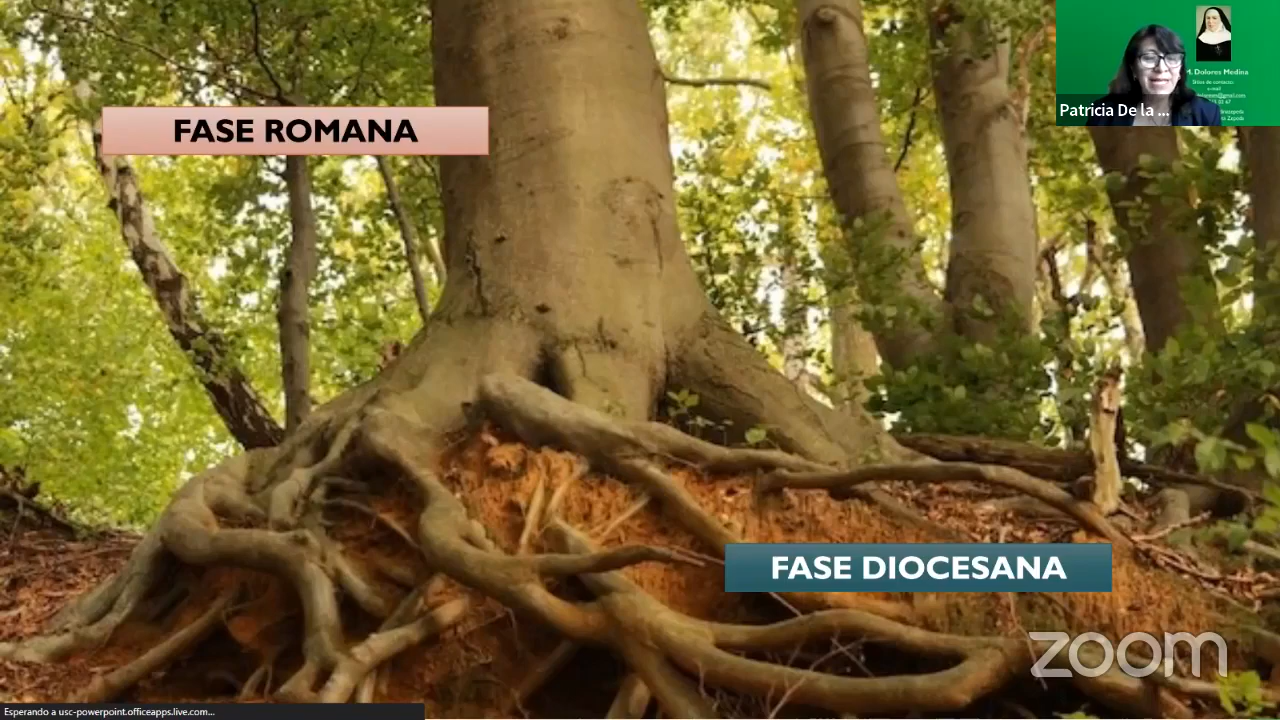 FASE ROMANA
M. Dolores Medina
Patricia De la ...
FASE DIOCESANA
zoom
Esperando a usc-powerpoint.officeapps.live.com...